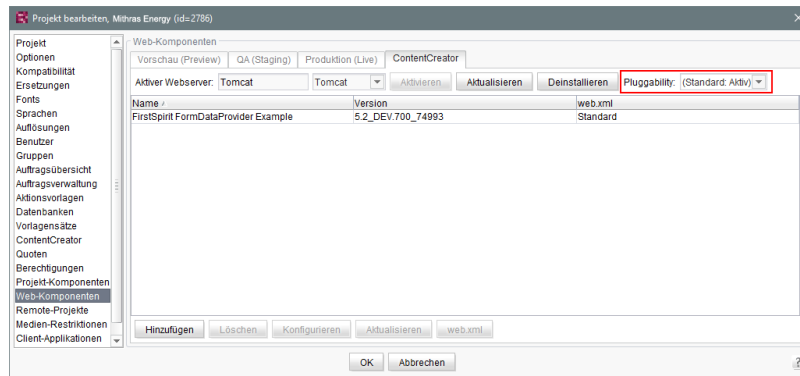 Projekt bearbeiten, Mithras Energy (id=2786)
Projekt
Optionen
Kompatibilität
Ersetzungen
Fonts
Sprachen
Auflösungen
Benutzer
Gruppen
Auftragsübersicht
Auftragsverwaltung
Aktionsvorlagen
Datenbanken
Vorlagensätze
ContentCreator
Quoten
Berechtigungen
Projekt-Komponenten
Web-Komponenten
Remote-Projekte
Medien-Restriktionen
Client-Applikationen
Web-Komponenten
Vorschau (Preview) QA (Staging) Produktion (Live) ContentCreator
Aktiver Webserver: Tomcat Tomcat Aktivieren Aktualisieren Deinstallieren Pluggability: (Standard: Aktiv)
Name Version web.xml
FirstSpirit FormDataProvider Example 5.2_DEV.700_74993 Standard
Hinzufügen Löschen Konfigurieren Aktualisieren web.xml
OK Abbrechen
?